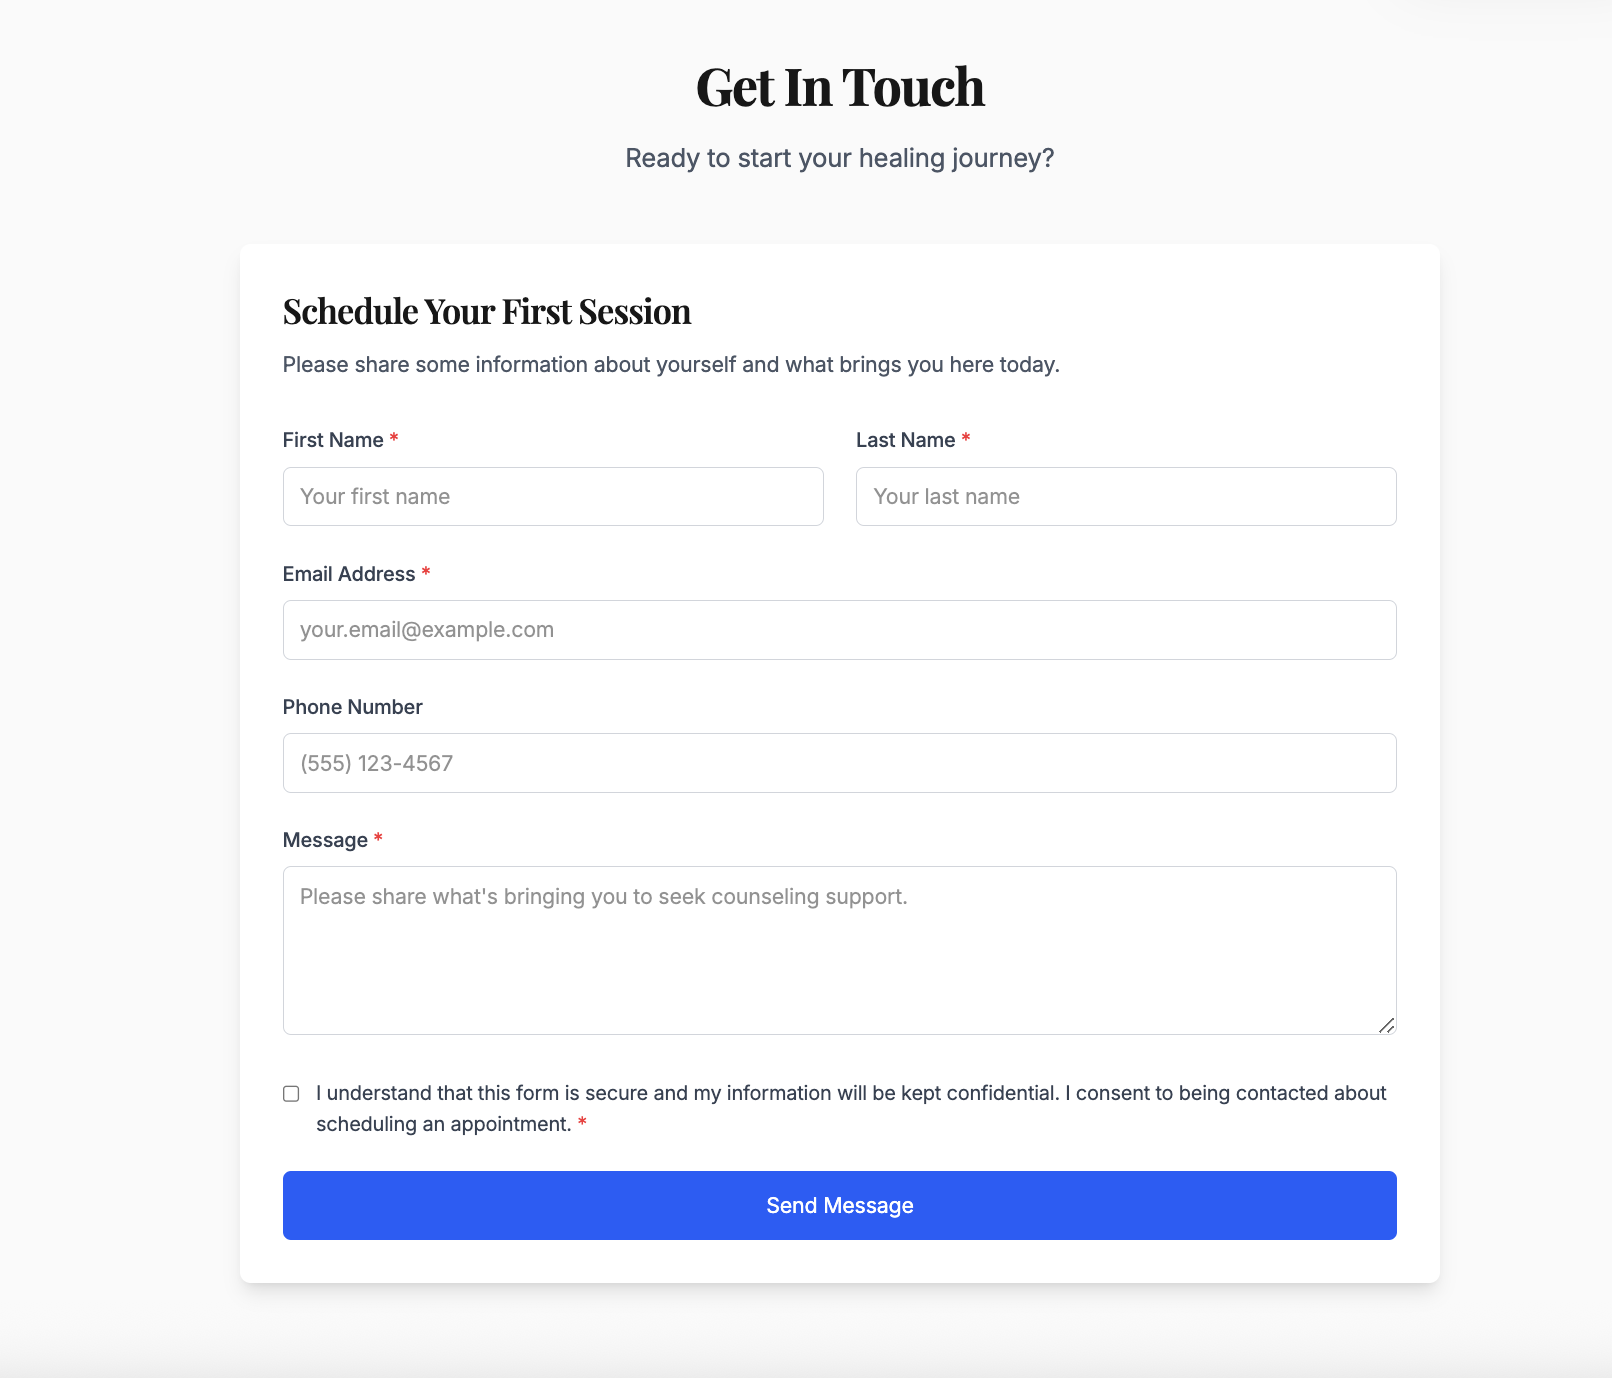 Get In Touch
Ready to start your healing journey?
Schedule Your First Session
Please share some information about yourself and what brings you here today.
First Name *
Last Name *
Your first name
Your last name
Email Address *
your.email@example.com
Phone Number
(555) 123-4567
Message *
Please share what's bringing you to seek counseling support.
I understand that this form is secure and my information will be kept confidential. I consent to being contacted about
scheduling an appointment. *
Send Message